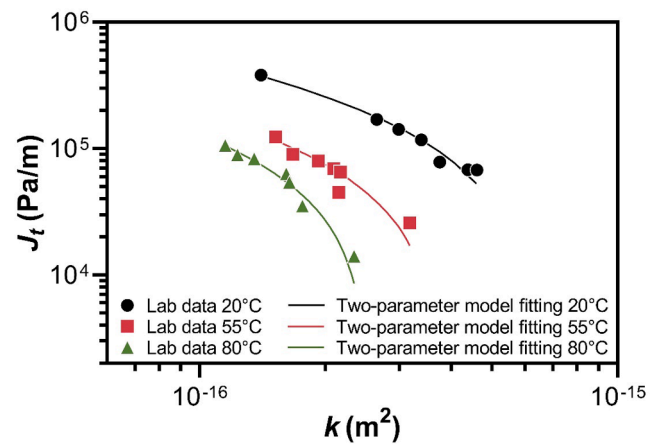 10⁶
10⁵
10⁴
J_t (Pa/m)
Lab data 20°C Two-parameter model fitting 20°C
Lab data 55°C Two-parameter model fitting 55°C
Lab data 80°C Two-parameter model fitting 80°C
10⁻¹⁶ 10⁻¹⁵
k (m²)